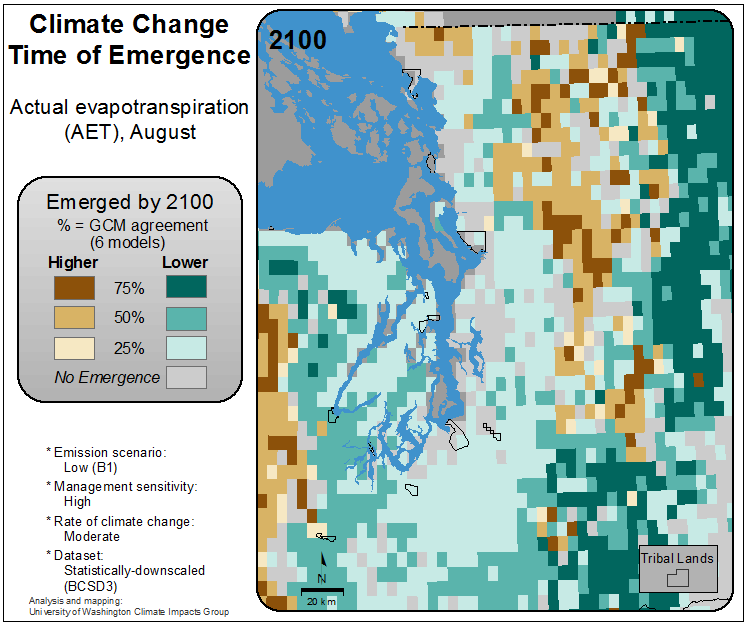 Climate Change
Time of Emergence
Actual evapotranspiration
(AET), August
Emerged by 2100
% = GCM agreement
(6 models)
Higher Lower
75%
50%
25%
No Emergence
* Emission scenario:
Low (B1)
* Management sensitivity:
High
* Rate of climate change:
Moderate
* Dataset:
Statistically-downscaled
(BCSD3)
Analysis and mapping:
University of Washington Climate Impacts Group
2100
N
20 km
Tribal Lands